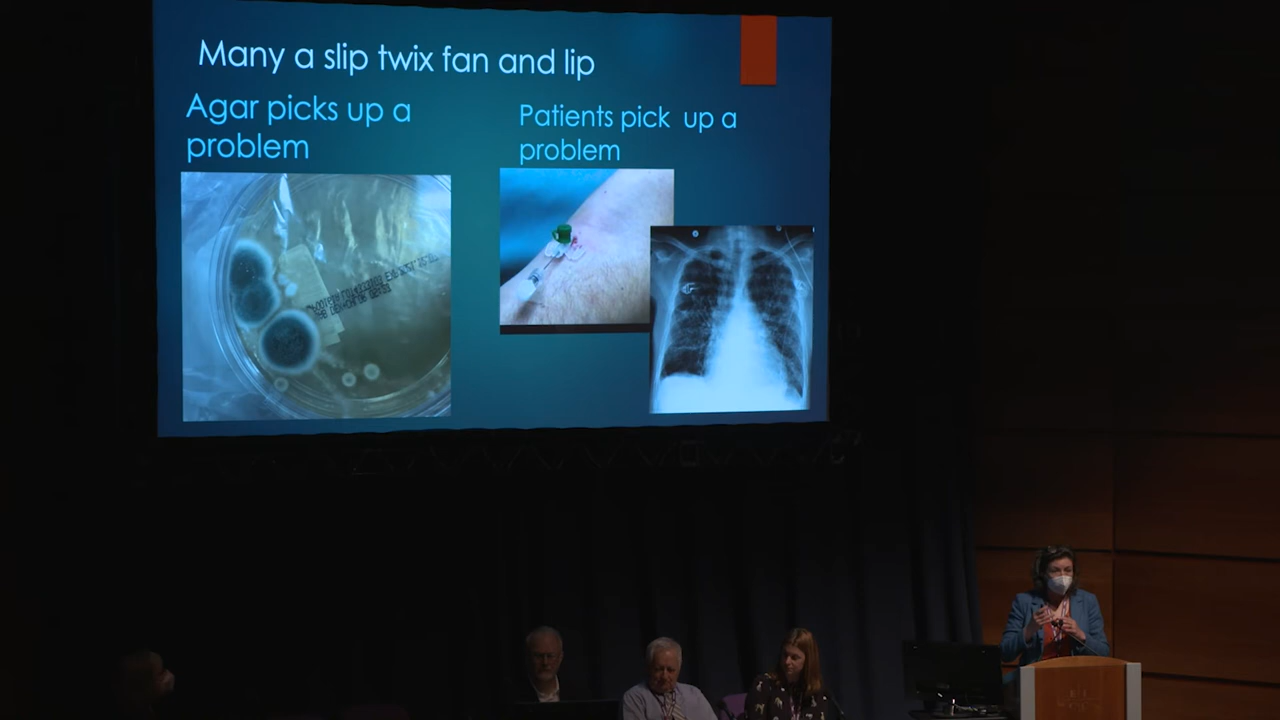 Many a slip twix fan and lip
Agar picks up a
problem
Patients pick up a
problem